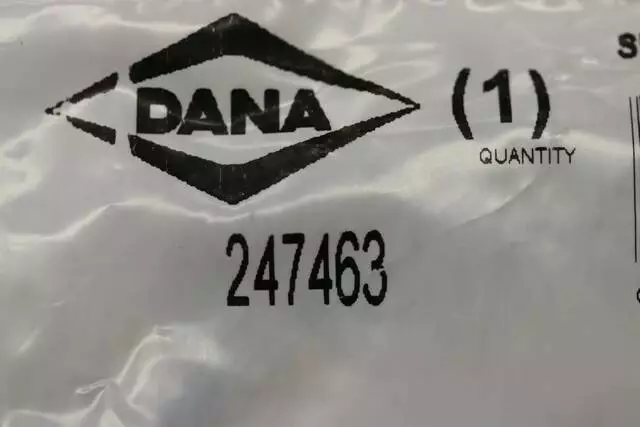 DANA
(1)
QUANTITY
247463